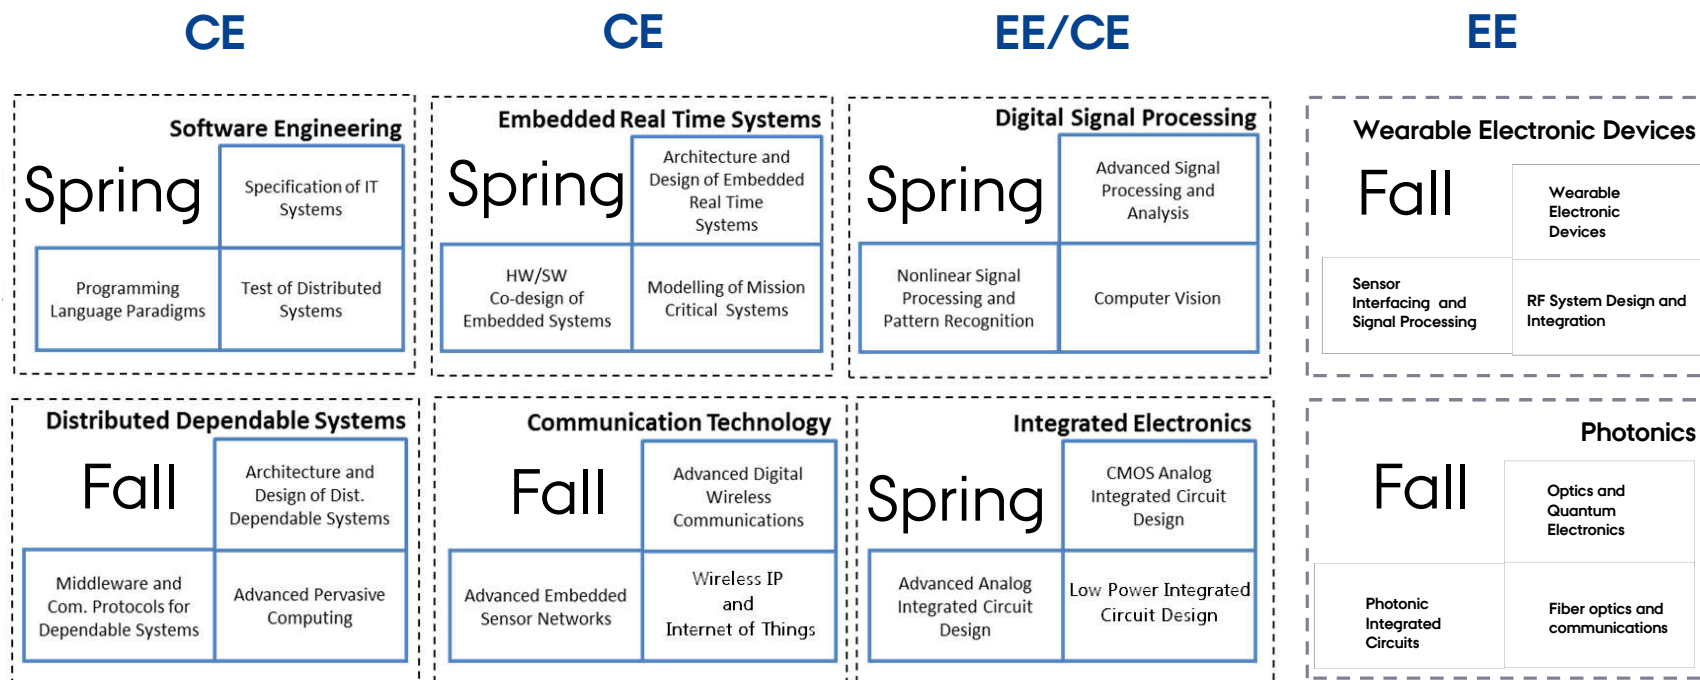 CE
CE
EE/CE
EE
Software Engineering
Spring
Specification of IT
Systems
Programming
Language Paradigms
Test of Distributed
Systems
Embedded Real Time Systems
Spring
Architecture and
Design of Embedded
Real Time
Systems
HW/SW
Co-design of
Embedded Systems
Modelling of Mission
Critical Systems
Digital Signal Processing
Spring
Advanced Signal
Processing and
Analysis
Nonlinear Signal
Processing and
Pattern Recognition
Computer Vision
Wearable Electronic Devices
Fall
Wearable
Electronic
Devices
Sensor
Interfacing and
Signal Processing
RF System Design and
Integration
Distributed Dependable Systems
Fall
Architecture and
Design of Dist.
Dependable Systems
Middleware and
Com. Protocols for
Dependable Systems
Advanced Pervasive
Computing
Communication Technology
Fall
Advanced Digital
Wireless
Communications
Advanced Embedded
Sensor Networks
Wireless IP
and
Internet of Things
Integrated Electronics
Spring
CMOS Analog
Integrated Circuit
Design
Advanced Analog
Integrated Circuit
Design
Low Power Integrated
Circuit Design
Photonics
Fall
Optics and
Quantum
Electronics
Photonic
Integrated
Circuits
Fiber optics and
communications